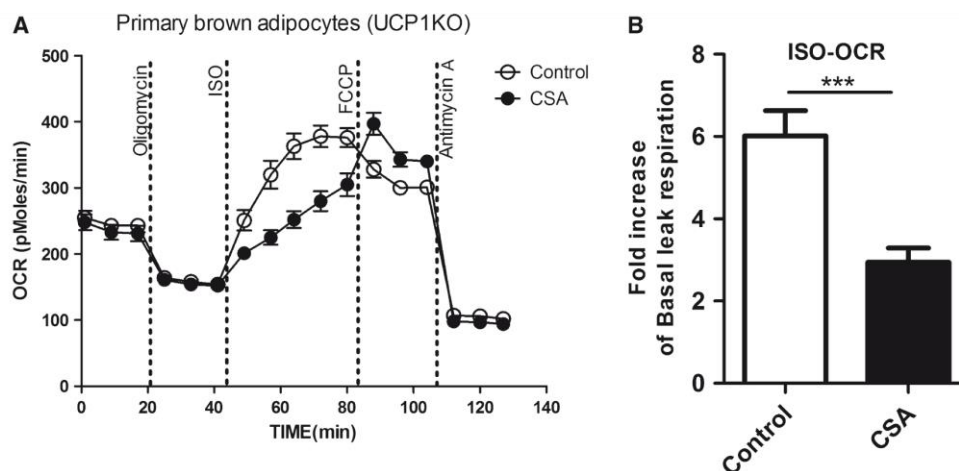 A
Primary brown adipocytes (UCP1KO)
500
400
300
200
100
0
OCR (pMoles/min)
Oligomycin
ISO
FCCP
Antimycin A
Control
CSA
0
20
40
60
80
100
120
140
TIME(min)
B
ISO-OCR
***
8
6
4
2
0
Fold increase
of Basal leak respiration
Control
CSA